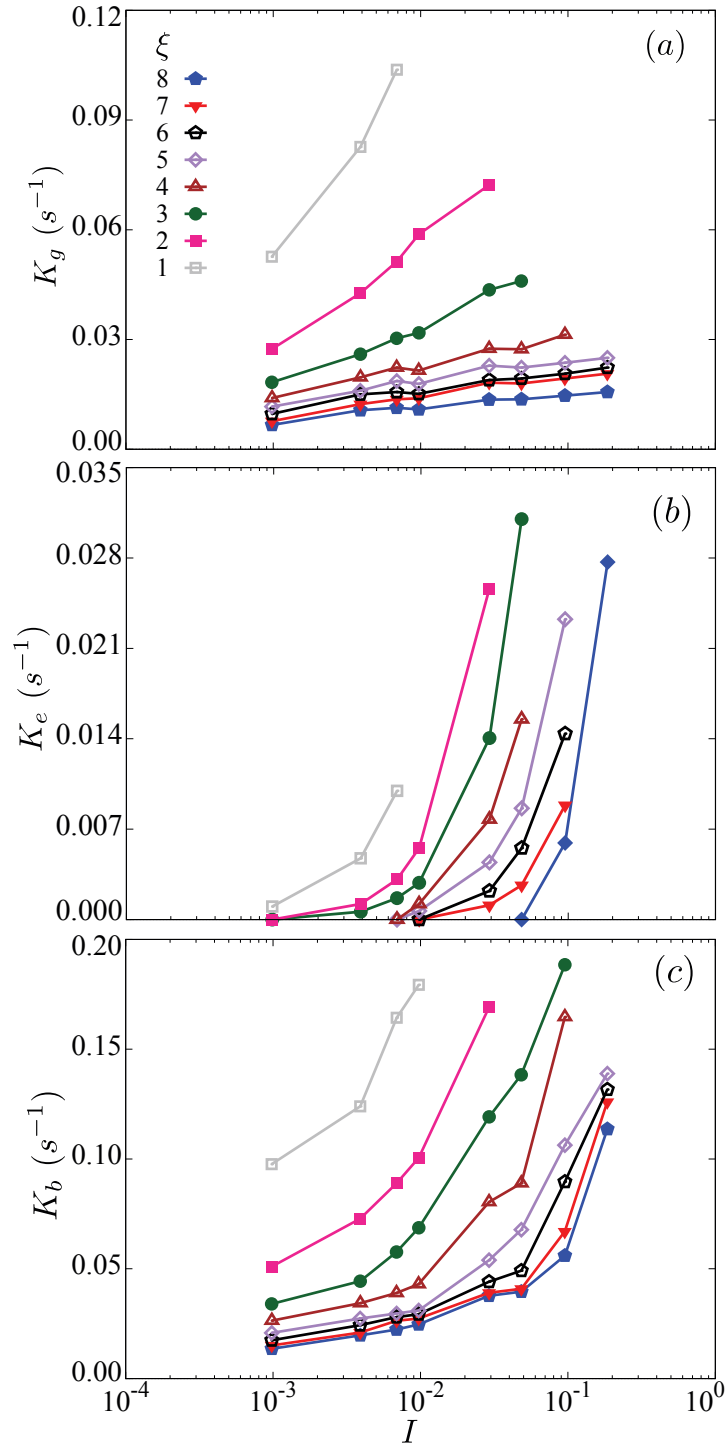 (a)
ξ
8
7
6
5
4
3
2
1
0.12
0.09
0.06
0.03
0.00
K_g (s^{-1})
(b)
0.035
0.028
0.021
0.014
0.007
0.000
K_e (s^{-1})
(c)
0.20
0.15
0.10
0.05
0.00
K_b (s^{-1})
10^{-4} 10^{-3} 10^{-2} 10^{-1} 10^{0}
I